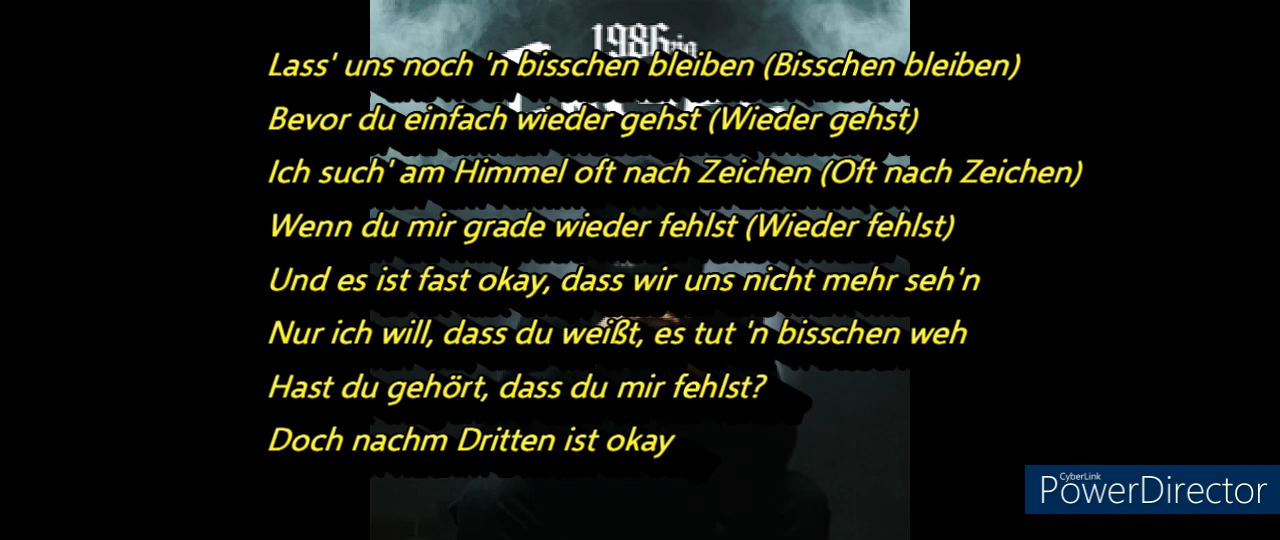 1986zig
Lass' uns noch 'n bisschen bleiben (Bisschen bleiben)
Bevor du einfach wieder gehst (Wieder gehst)
Ich such' am Himmel oft nach Zeichen (Oft nach Zeichen)
Wenn du mir grade wieder fehlst (Wieder fehlst)
Und es ist fast okay, dass wir uns nicht mehr seh'n
Nur ich will, dass du weißt, es tut 'n bisschen weh
Hast du gehört, dass du mir fehlst?
Doch nachm Dritten ist okay
CyberLink
PowerDirector